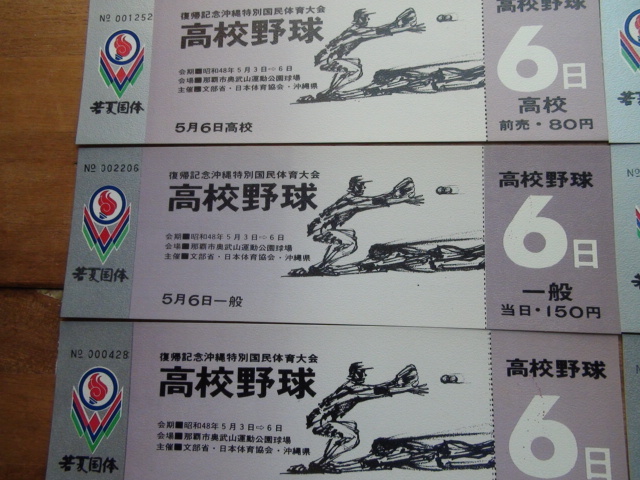 № 001252
若夏国体
復帰記念沖縄特別国民体育大会
高校野球
会期■昭和48年5月3日⇨6日
会場■那覇市奥武山運動公園球場
主催■文部省・日本体育協会・沖縄県
5月6日高校
高校野球
6日
高校
前売・80円
№ 002206
若夏国体
復帰記念沖縄特別国民体育大会
高校野球
会期■昭和48年5月3日⇨6日
会場■那覇市奥武山運動公園球場
主催■文部省・日本体育協会・沖縄県
5月6日一般
高校野球
6日
一般
当日・150円
№ 000428
若夏国体
復帰記念沖縄特別国民体育大会
高校野球
会期■昭和48年5月3日⇨6日
会場■那覇市奥武山運動公園球場
主催■文部省・日本体育協会・沖縄県
高校野球
6日